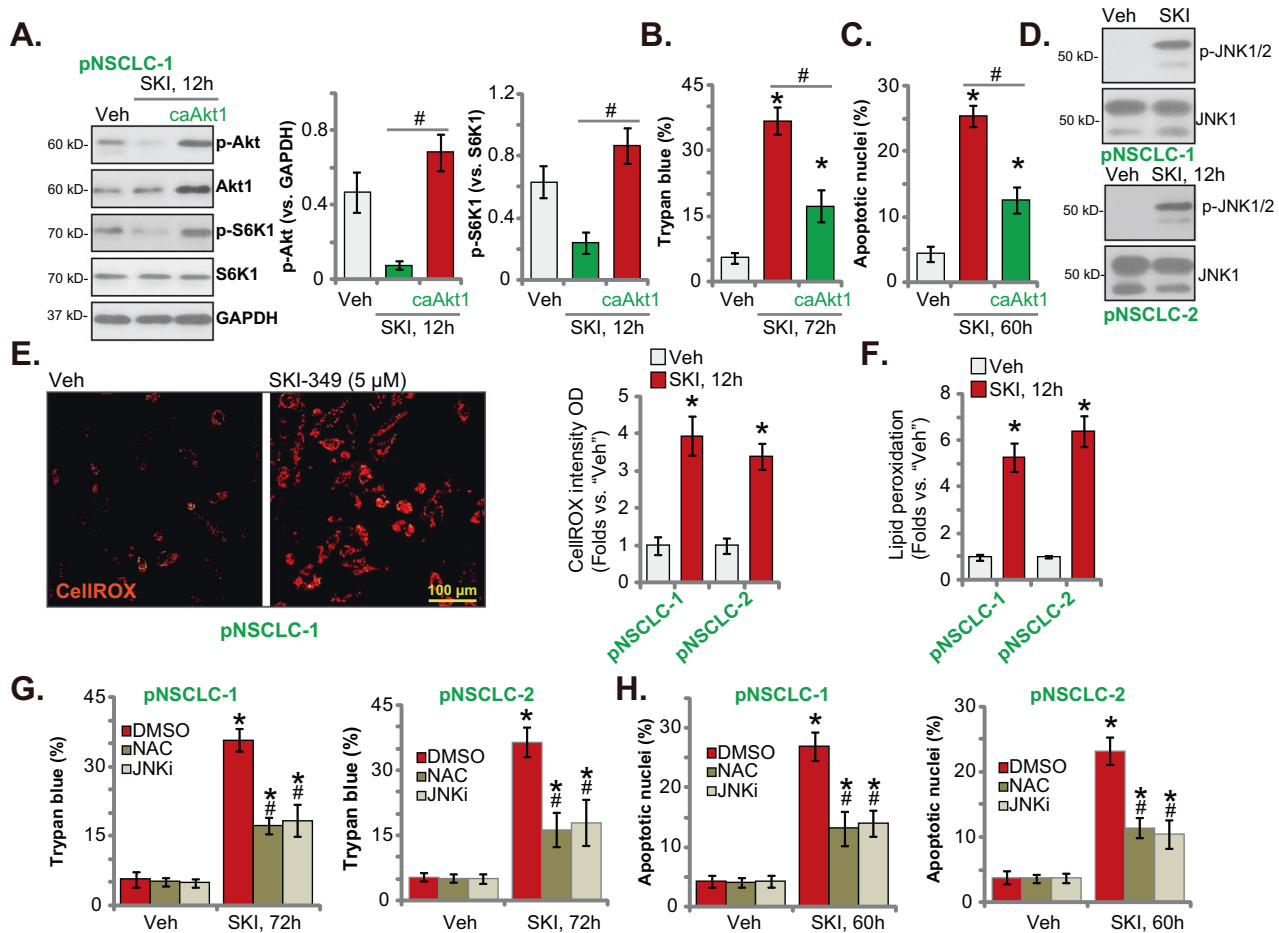 A.
pNSCLC-1
SKI, 12h
Veh
caAkt1
60 kD-
p-Akt
60 kD-
Akt1
70 kD-
p-S6K1
70 kD-
S6K1
37 kD-
GAPDH
p-Akt (vs. GAPDH)
0.8
0.4
0
#
Veh
caAkt1
SKI, 12h
p-S6K1 (vs. S6K1)
1.2
0.9
0.6
0.3
0
#
Veh
caAkt1
SKI, 12h
B.
Trypan blue (%)
45
30
15
0
#
*
*
Veh
caAkt1
SKI, 72h
C.
Apoptotic nuclei (%)
30
20
10
0
#
*
*
Veh
caAkt1
SKI, 60h
D.
Veh SKI
50 kD-
p-JNK1/2
50 kD-
JNK1
pNSCLC-1
Veh SKI, 12h
50 kD-
p-JNK1/2
50 kD-
JNK1
pNSCLC-2
E.
Veh
SKI-349 (5 µM)
CellROX
100 µm
pNSCLC-1
Veh
SKI, 12h
CellROX intensity OD
(Folds vs. “Veh”)
5
4
3
2
1
0
*
*
pNSCLC-1
pNSCLC-2
F.
Veh
SKI, 12h
Lipid peroxidation
(Folds vs. “Veh”)
8
6
4
2
0
*
*
pNSCLC-1
pNSCLC-2
G.
pNSCLC-1
Trypan blue (%)
45
35
15
0
DMSO
NAC
JNKi
*
*
#
*
#
Veh
SKI, 72h
pNSCLC-2
Trypan blue (%)
45
35
15
0
DMSO
NAC
JNKi
*
*
#
*
#
Veh
SKI, 72h
H.
pNSCLC-1
Apoptotic nuclei (%)
30
20
10
0
DMSO
NAC
JNKi
*
*
#
*
#
Veh
SKI, 60h
pNSCLC-2
Apoptotic nuclei (%)
30
20
10
0
DMSO
NAC
JNKi
*
*
#
*
#
Veh
SKI, 60h